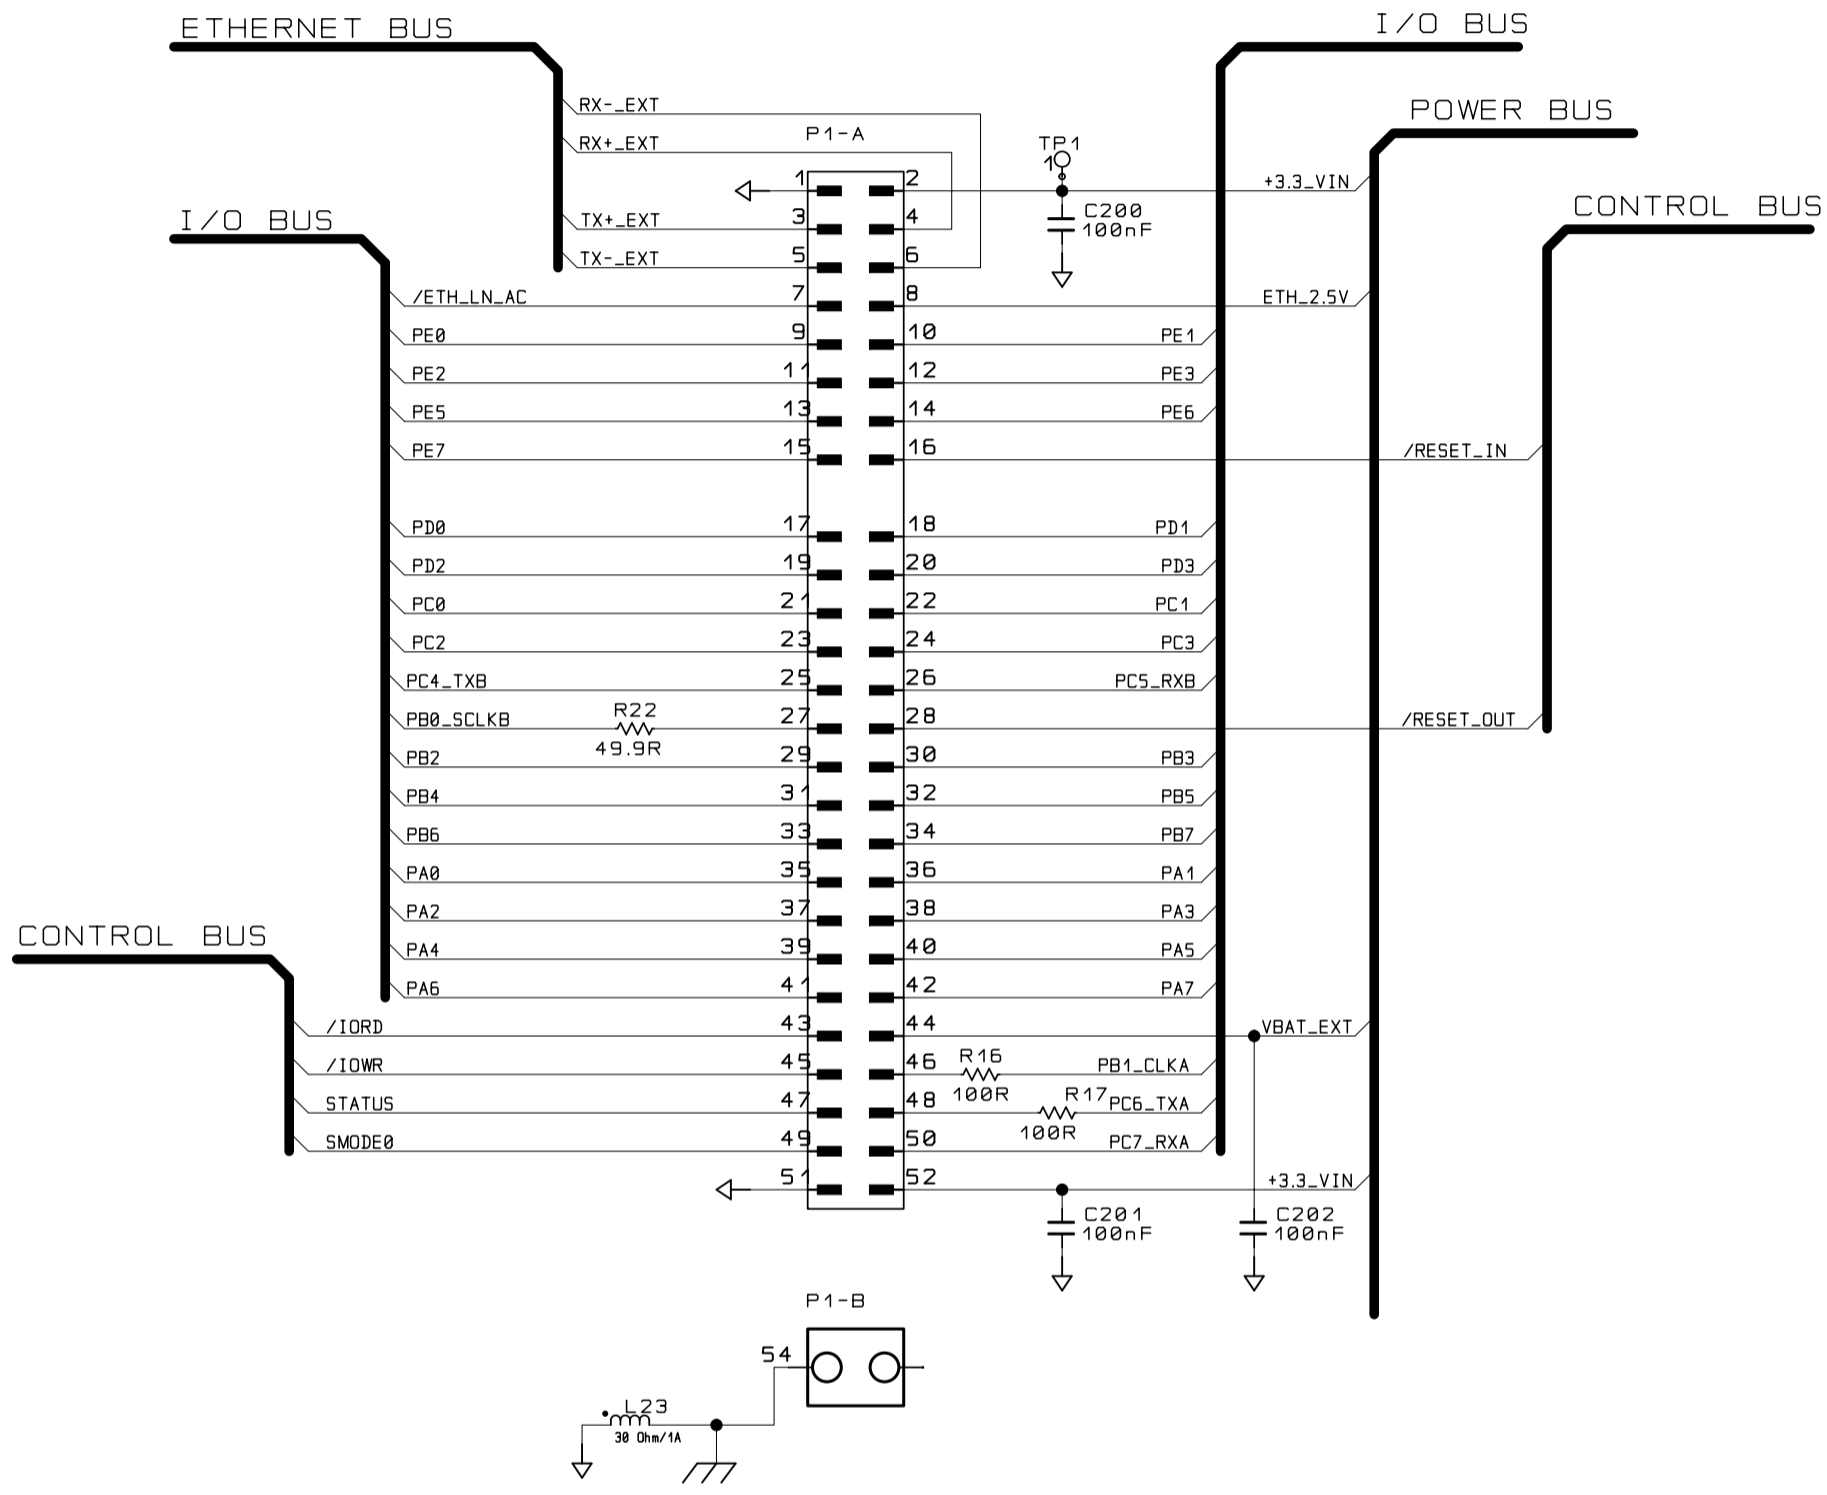 ETHERNET BUS
I/O BUS
POWER BUS
CONTROL BUS
I/O BUS
CONTROL BUS
P1-A
TP1
1
RX-_EXT
RX+_EXT
1 2 +3.3_VIN
C200
100nF
TX+_EXT 3 4
TX-_EXT 5 6
/ETH_LN_AC 7 8 ETH_2.5V
PE0 9 10 PE1
PE2 11 12 PE3
PE5 13 14 PE6
PE7 15 16 /RESET_IN
PD0 17 18 PD1
PD2 19 20 PD3
PC0 21 22 PC1
PC2 23 24 PC3
PC4_TXB 25 26 PC5_RXB
R22
PB0_SCLKB 27 28 /RESET_OUT
49.9R
PB2 29 30 PB3
PB4 31 32 PB5
PB6 33 34 PB7
PA0 35 36 PA1
PA2 37 38 PA3
PA4 39 40 PA5
PA6 41 42 PA7
/IORD 43 44 VBAT_EXT
/IOWR 45 46 R16 PB1_CLKA
100R
STATUS 47 48 R17 PC6_TXA
100R
SMODE0 49 50 PC7_RXA
51 52 +3.3_VIN
C201 C202
100nF 100nF
P1-B
54
L23
30 Ohm/1A